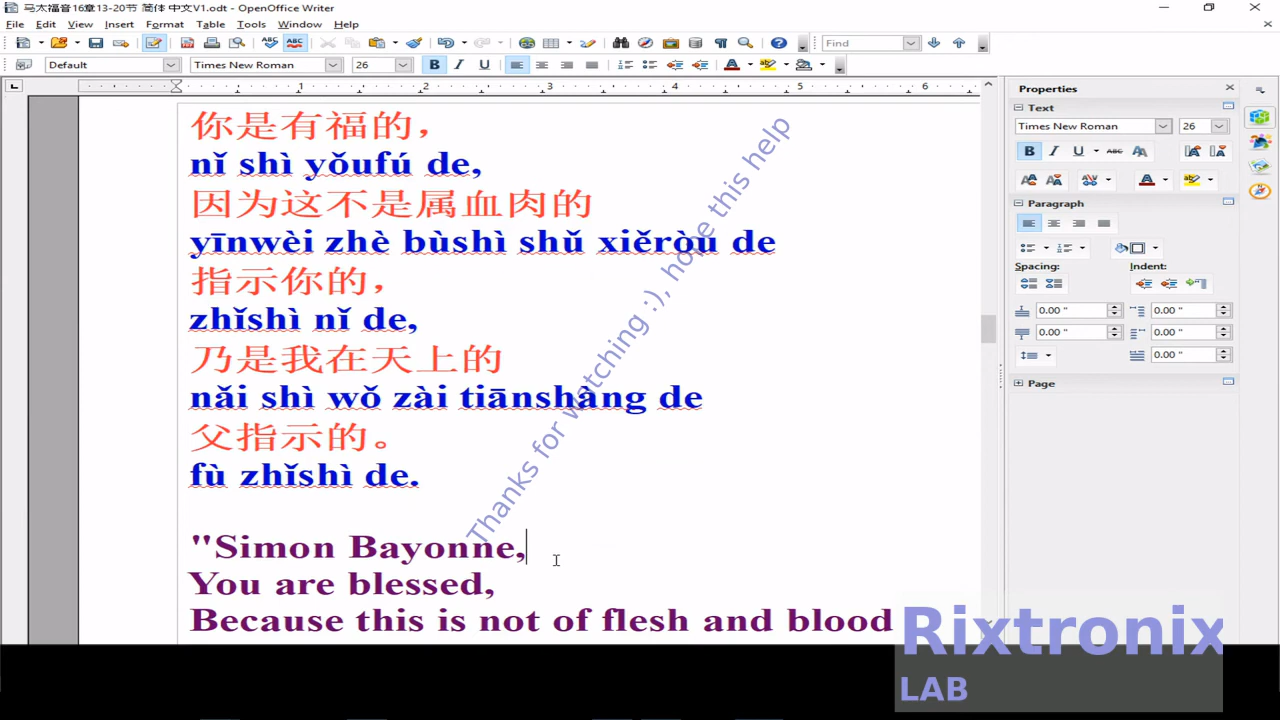 马太福音16章13-20节 简体 中文V1.odt - OpenOffice Writer
File Edit View Insert Format Table Tools Window Help
Find
Default Times New Roman 26
1 2 3 4 5 6
你是有福的，
nǐ shì yǒufú de,
因为这不是属血肉的
yīnwèi zhè bùshì shǔ xiěròu de
指示你的，
zhǐshì nǐ de,
乃是我在天上的
nǎi shì wǒ zài tiānshàng de
父指示的。
fù zhǐshì de.
"Simon Bayonne,
You are blessed,
Because this is not of flesh and blood
Thanks for watching :), hope this help
Properties
Text
Times New Roman 26
Paragraph
Spacing: Indent:
0.00 " 0.00 "
0.00 " 0.00 "
0.00 "
Page
Rixtronix
LAB